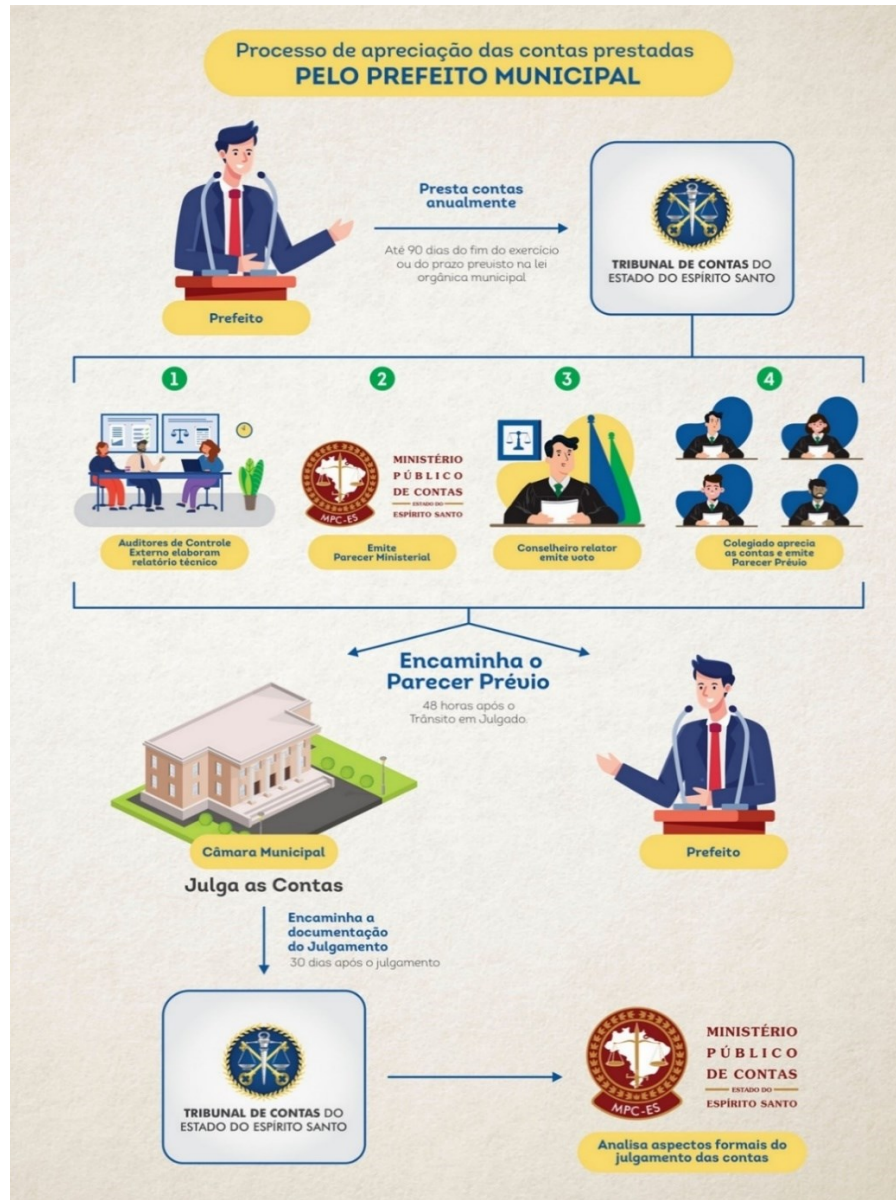 Processo de apreciação das contas prestadas
PELO PREFEITO MUNICIPAL
Presta contas
anualmente
Até 90 dias do fim do exercício
ou do prazo previsto na lei
orgânica municipal
Prefeito
TRIBUNAL DE CONTAS DO
ESTADO DO ESPÍRITO SANTO
1
2
3
4
MPC-ES
MINISTÉRIO
PÚBLICO
DE CONTAS
ESTADO DO
ESPÍRITO SANTO
Auditores de Controle
Externo elaboram
relatório técnico
Emite
Parecer Ministerial
Conselheiro relator
emite voto
Colegiado aprecia
as contas e emite
Parecer Prévio
Encaminha o
Parecer Prévio
48 horas após o
Trânsito em Julgado.
Câmara Municipal
Julga as Contas
Prefeito
Encaminha a
documentação
do Julgamento
30 dias após o julgamento
TRIBUNAL DE CONTAS DO
ESTADO DO ESPÍRITO SANTO
MPC-ES
MINISTÉRIO
PÚBLICO
DE CONTAS
ESTADO DO
ESPÍRITO SANTO
Analisa aspectos formais do
julgamento das contas